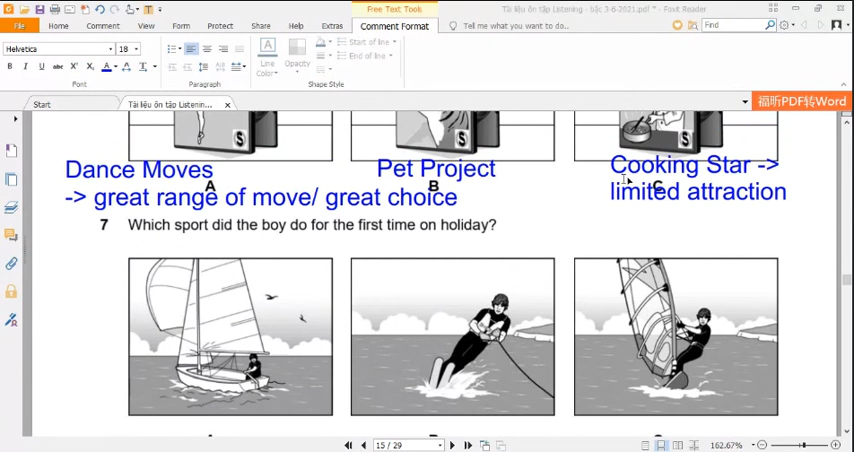 Free Text Tools
Tài liệu ôn tập Listening - bậc 3-6-2021.pdf * - Foxit Reader
File Home Comment View Form Protect Share Help Extras Comment Format Tell me what you want to do... Find
Helvetica 18
B I U abc X² X₂ A A T
Line Color
Opacity
Start of line
End of line
Font Paragraph Shape Style
Start Tài liệu ôn tập Listenin... 福昕PDF转Word
S S S
Dance Moves Pet Project Cooking Star ->
A B C
-> great range of move/ great choice limited attraction
7 Which sport did the boy do for the first time on holiday?
15 / 29 162.67%